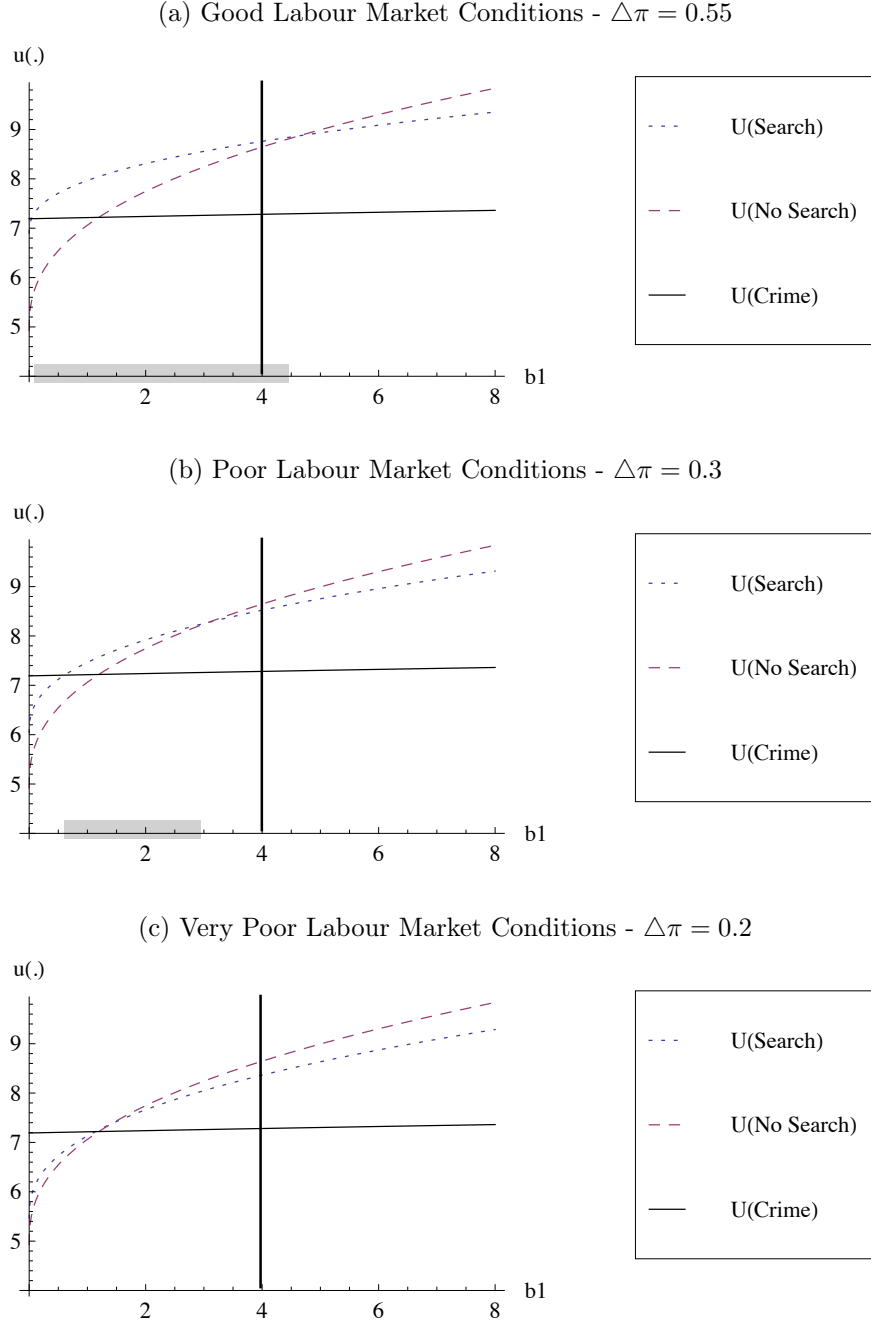 (a) Good Labour Market Conditions - △π = 0.55
u(.)
9
8
7
6
5
2 4 6 8
b1
U(Search)
U(No Search)
U(Crime)
(b) Poor Labour Market Conditions - △π = 0.3
u(.)
9
8
7
6
5
2 4 6 8
b1
U(Search)
U(No Search)
U(Crime)
(c) Very Poor Labour Market Conditions - △π = 0.2
u(.)
9
8
7
6
5
2 4 6 8
b1
U(Search)
U(No Search)
U(Crime)